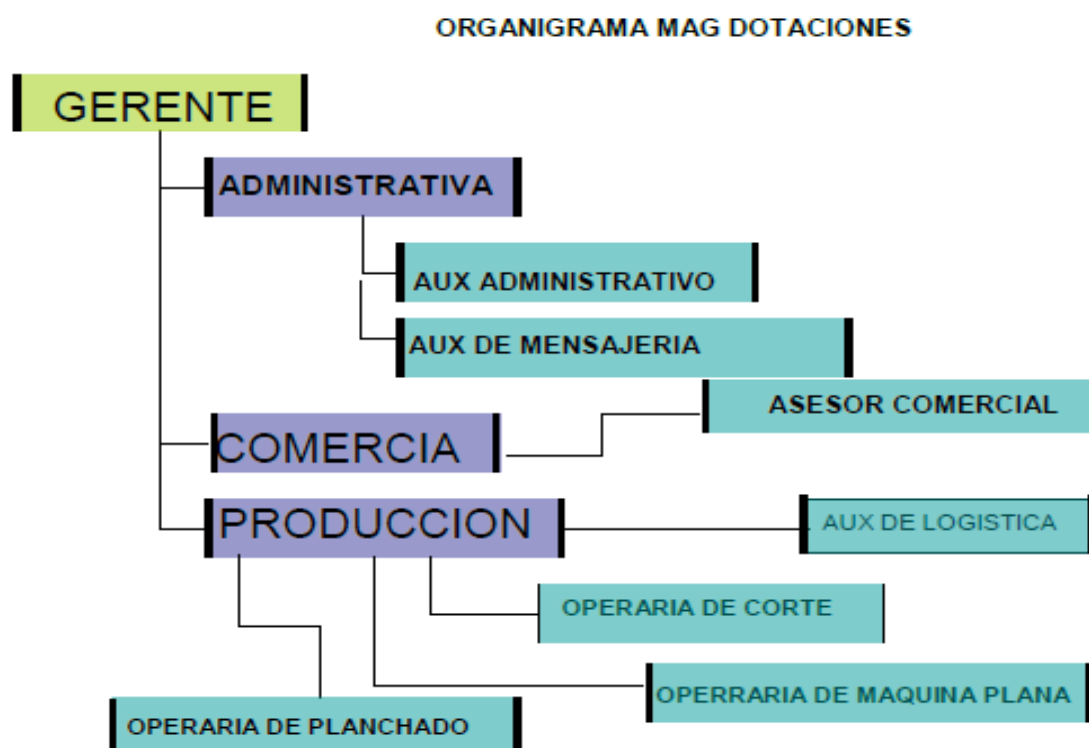 ORGANIGRAMA MAG DOTACIONES
GERENTE
ADMINISTRATIVA
AUX ADMINISTRATIVO
AUX DE MENSAJERIA
ASESOR COMERCIAL
COMERCIA
PRODUCCION
AUX DE LOGISTICA
OPERARIA DE CORTE
OPERRARIA DE MAQUINA PLANA
OPERARIA DE PLANCHADO